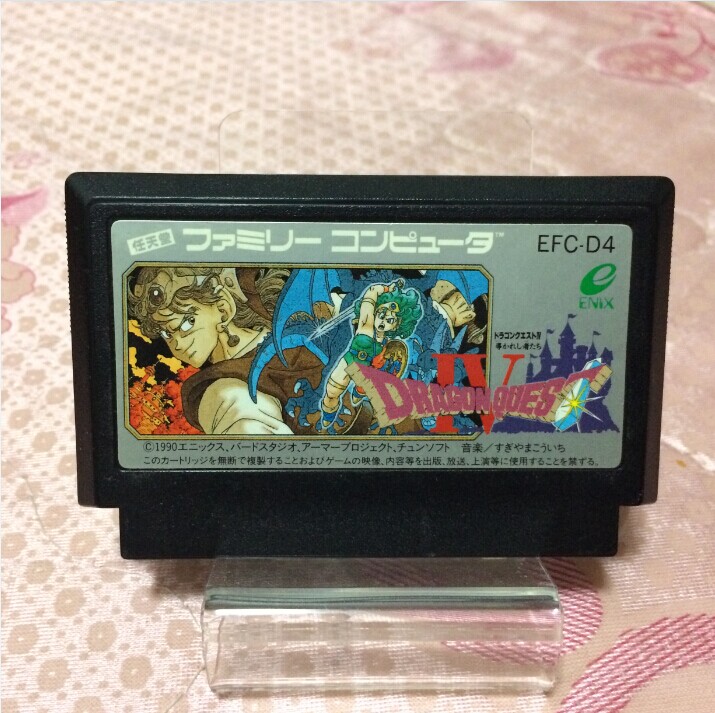 任天堂 ファミリー コンピュータ™
EFC-D4
ENIX
ドラゴンクエストIV
導かれし者たち
IV
DRAGON QUEST
©1990エニックス、バードスタジオ、アーマープロジェクト、チュンソフト 音楽／すぎやまこういち
このカートリッジを無断で複製することおよびゲームの映像、内容等を出版、放送、上演等に使用することを禁ずる。